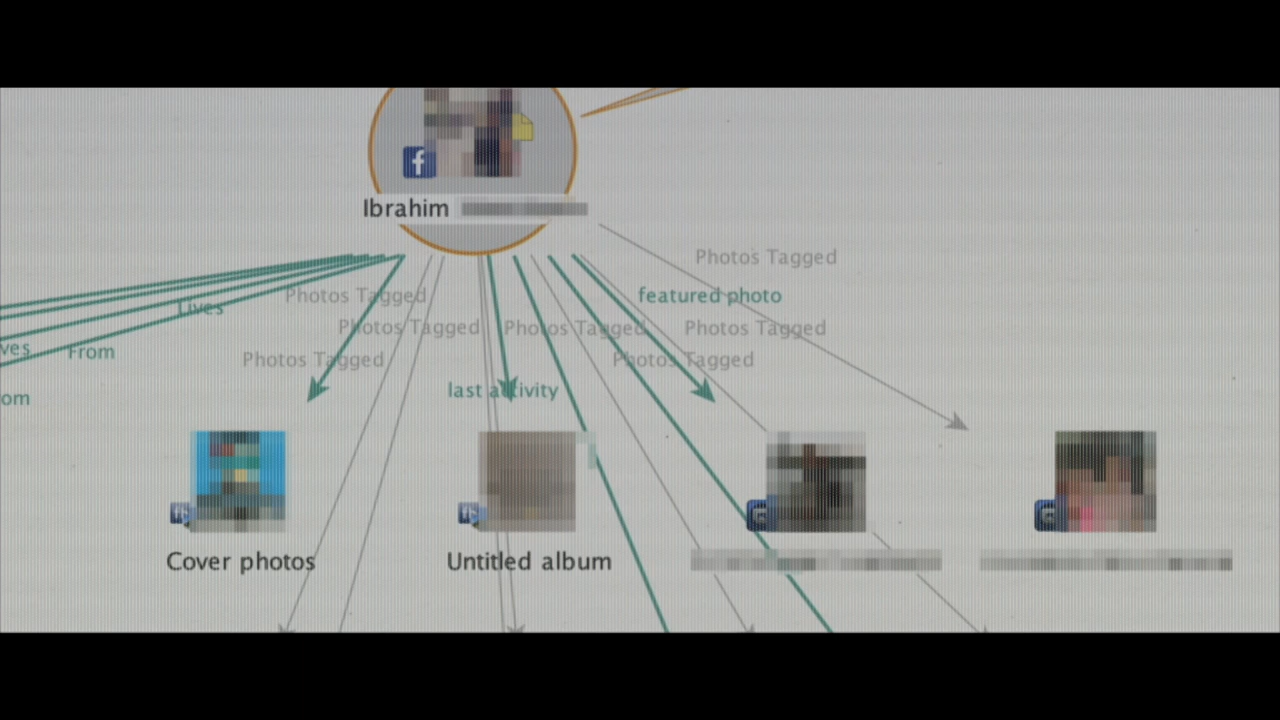 Ibrahim
Photos Tagged
Photos Tagged
featured photo
Lives
Photos Tagged
Photos Tagged
Photos Tagged
From
Photos Tagged
Photos Tagged
last activity
Cover photos
Untitled album